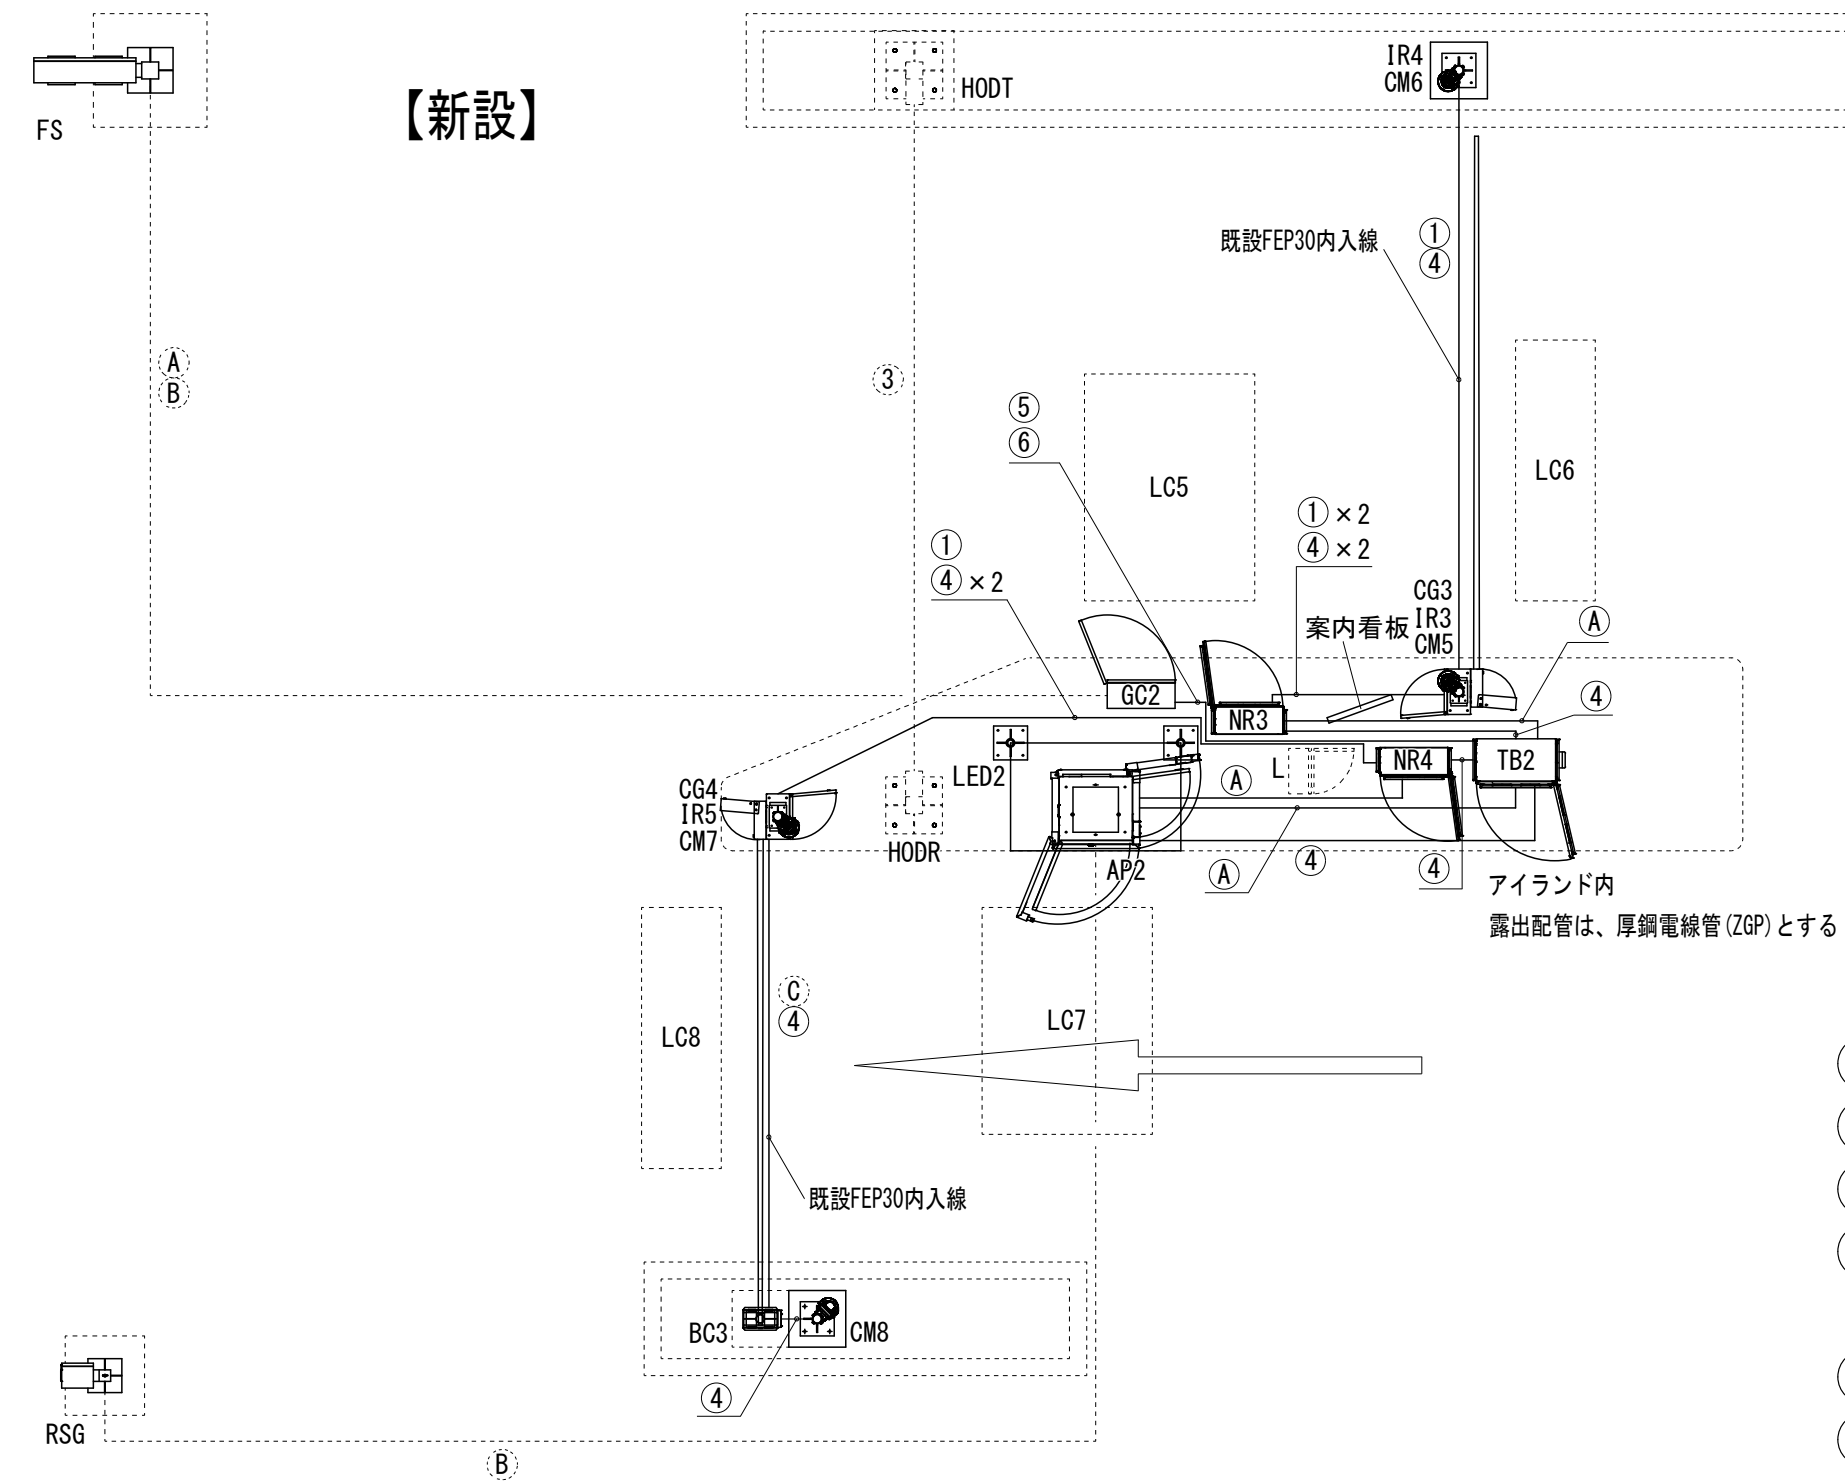 FS
【新設】
HODT
IR4
CM6
既設FEP30内入線
①
④
A
B
3
⑤
⑥
LC5
LC6
①×2
④×2
①
④×2
CG3
IR3
CM5
案内看板
A
④
GC2
NR3
LED2
L
A
NR4
TB2
CG4
IR5
CM7
HODR
AP2
A
④
④
アイランド内
露出配管は、厚鋼電線管(ZGP)とする
C
④
LC8
LC7
既設FEP30内入線
BC3
CM8
④
RSG
B